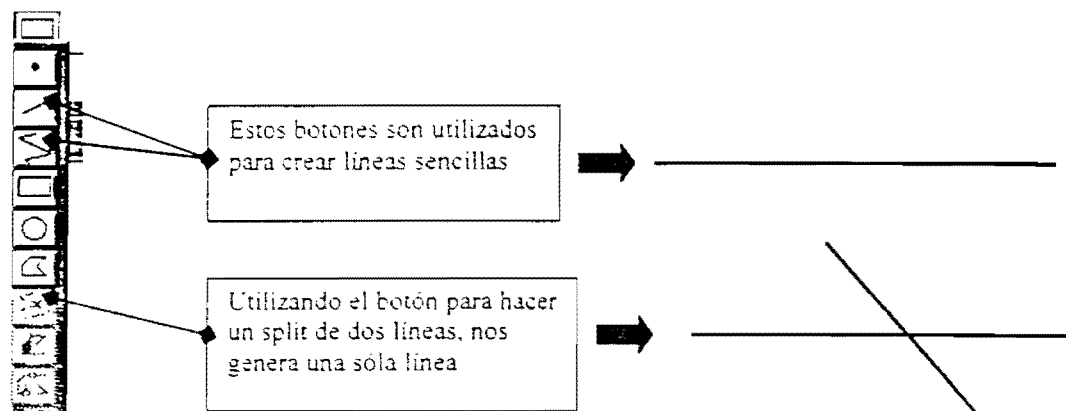 Estos botones son utilizados
para crear líneas sencillas
Utilizando el botón para hacer
un split de dos líneas, nos
genera una sóla línea